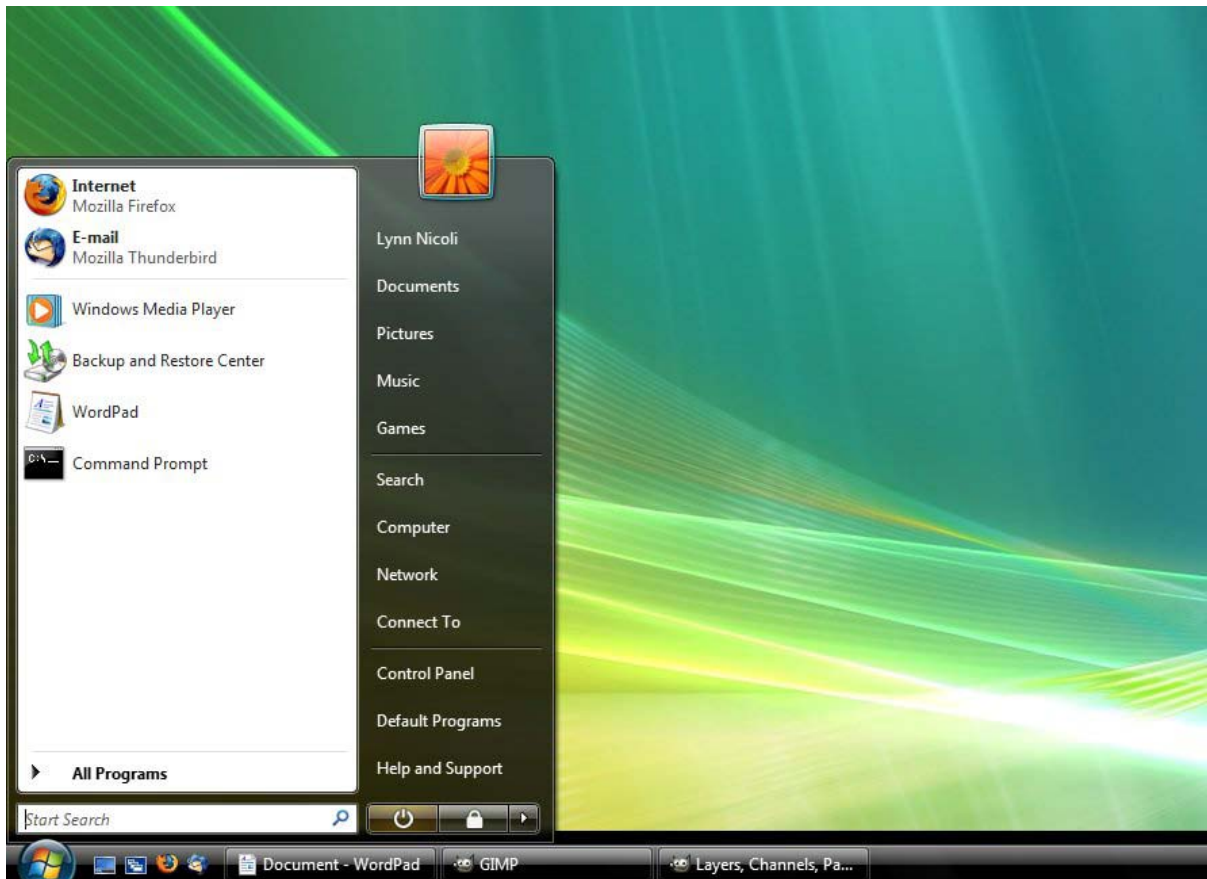 Internet
Mozilla Firefox
E-mail
Mozilla Thunderbird
Windows Media Player
Backup and Restore Center
WordPad
C:\_
Command Prompt
All Programs
Start Search
Lynn Nicoli
Documents
Pictures
Music
Games
Search
Computer
Network
Connect To
Control Panel
Default Programs
Help and Support
Document - WordPad
GIMP
Layers, Channels, Pa...